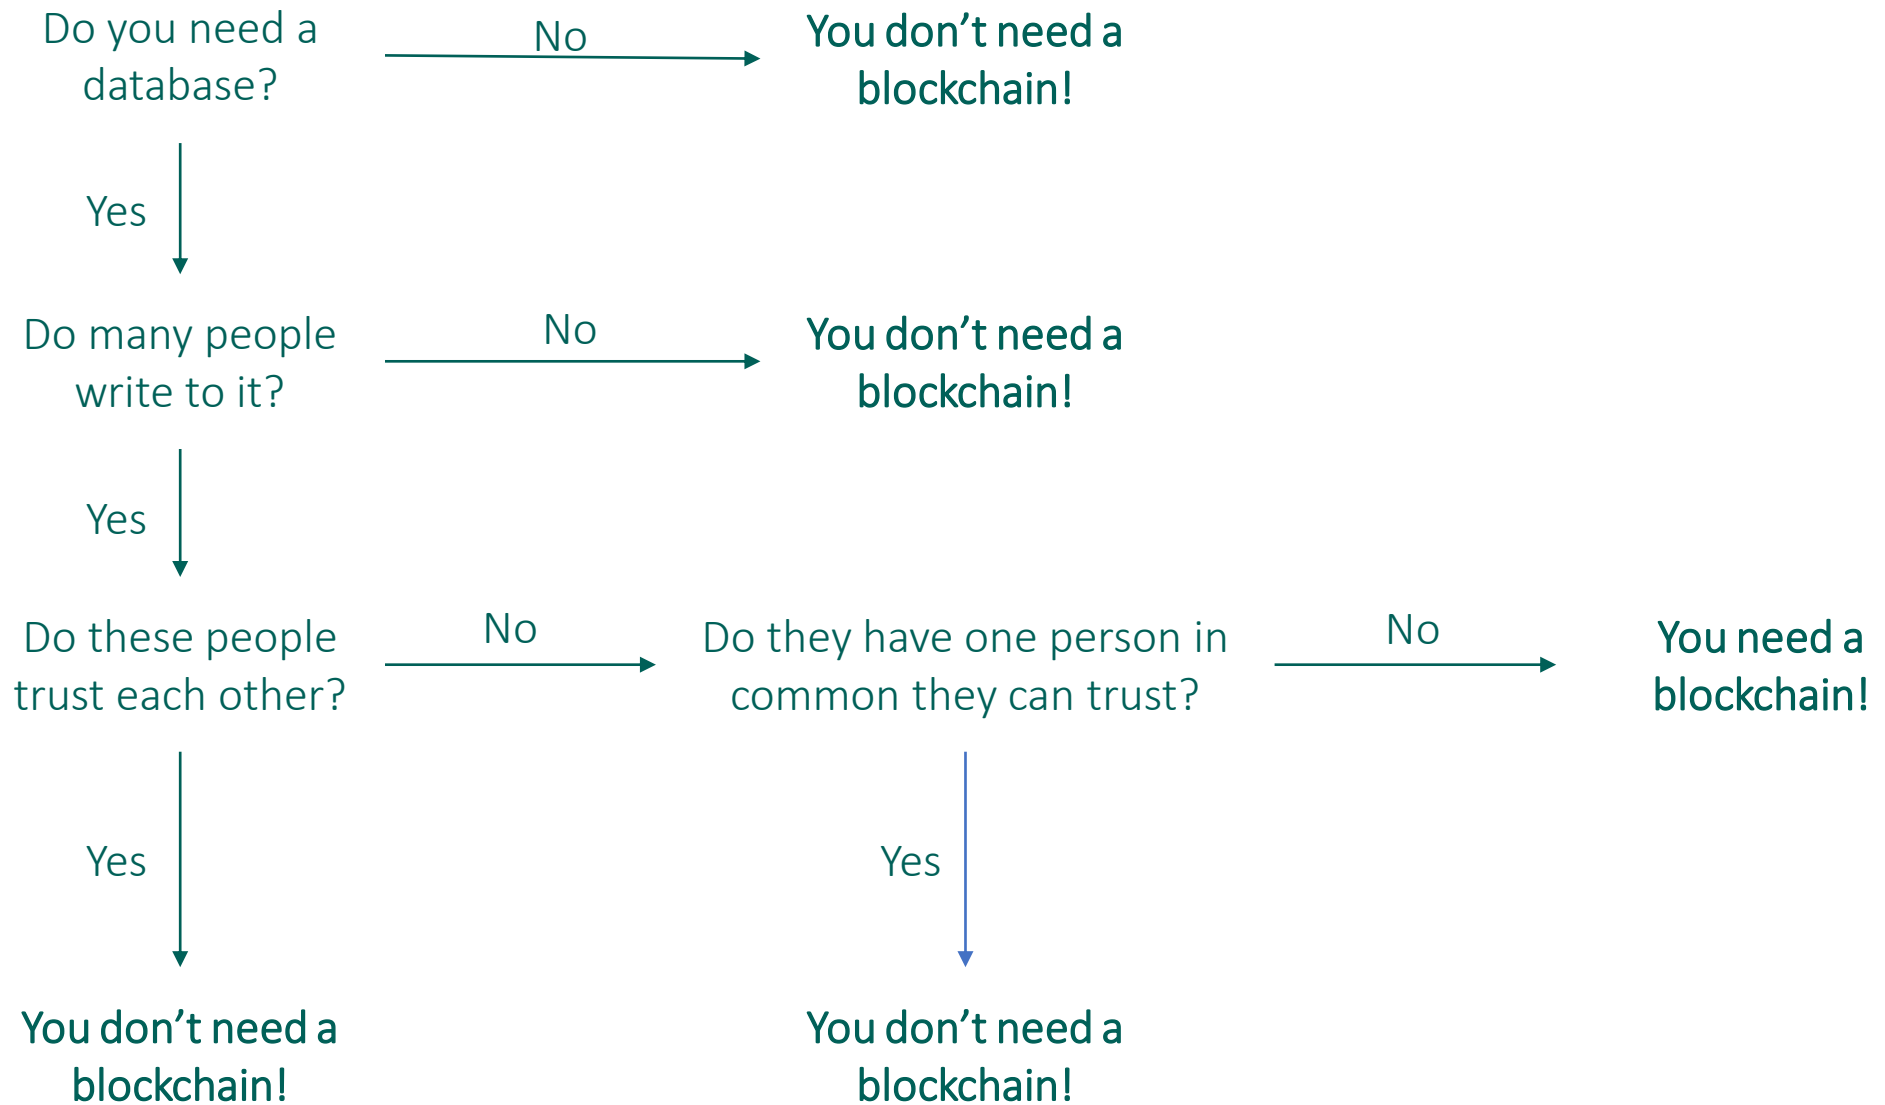 Do you need a
database?
No
You don’t need a
blockchain!
Yes
Do many people
write to it?
No
You don’t need a
blockchain!
Yes
Do these people
trust each other?
No
Do they have one person in
common they can trust?
No
You need a
blockchain!
Yes
Yes
You don’t need a
blockchain!
You don’t need a
blockchain!